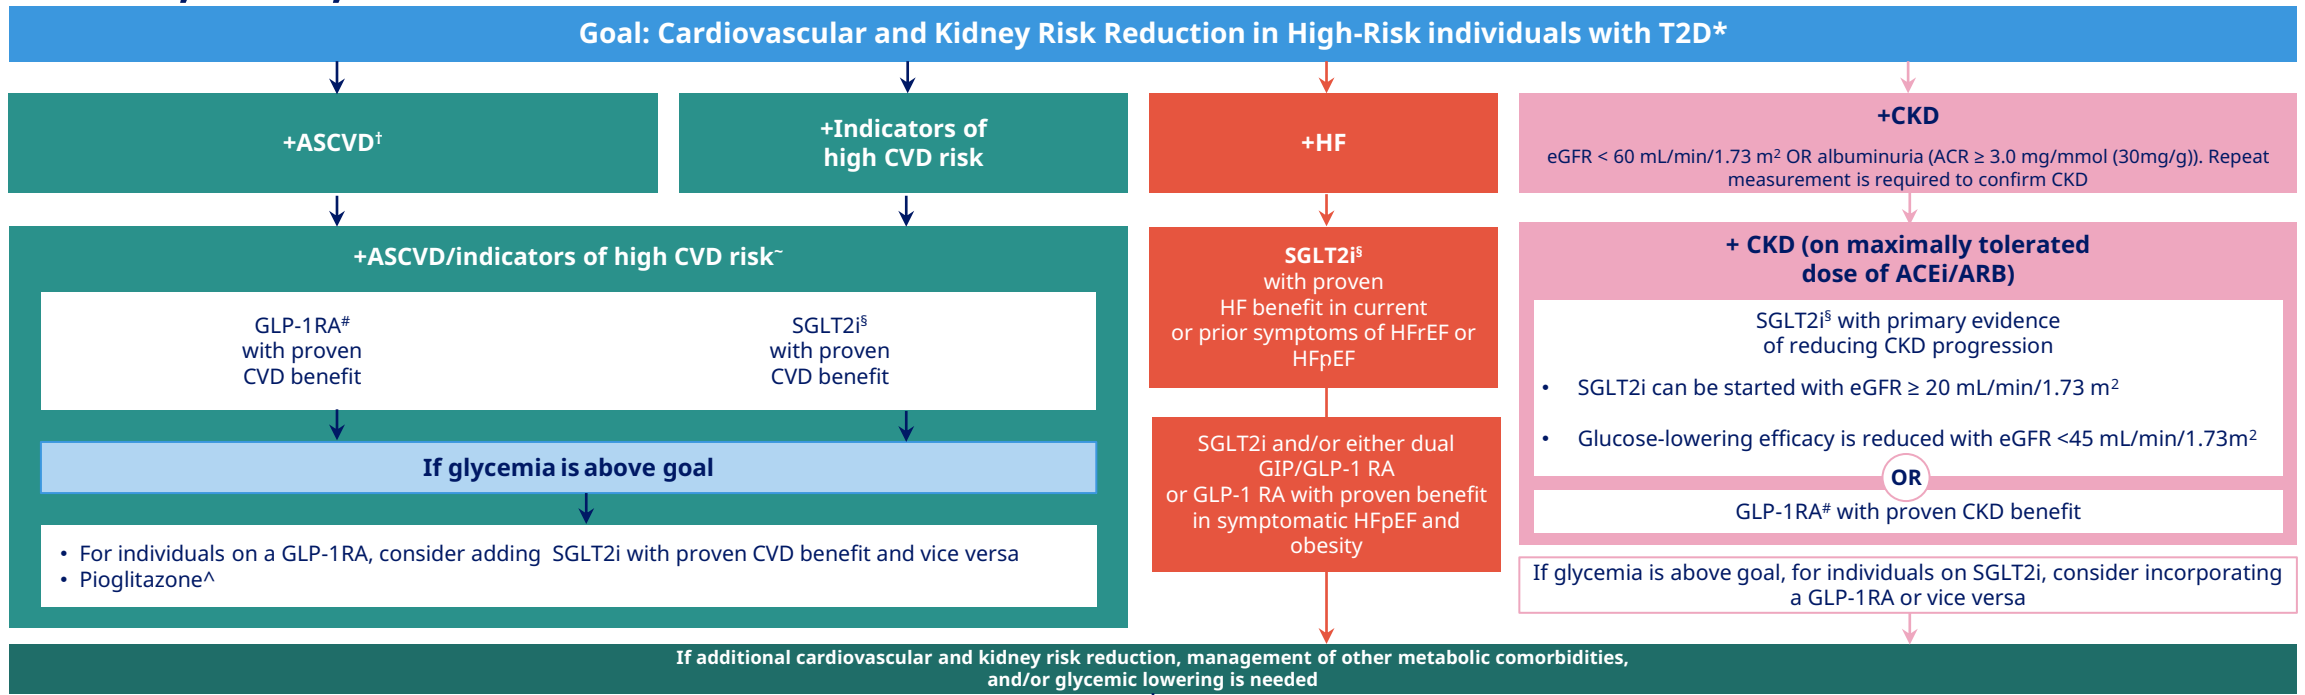 Goal: Cardiovascular and Kidney Risk Reduction in High-Risk individuals with T2D*
+ASCVD†
+Indicators of
high CVD risk
+HF
+CKD
eGFR < 60 mL/min/1.73 m² OR albuminuria (ACR ≥ 3.0 mg/mmol (30mg/g)). Repeat
measurement is required to confirm CKD
+ASCVD/indicators of high CVD risk~
GLP-1RA#
with proven
CVD benefit
SGLT2i§
with proven
CVD benefit
If glycemia is above goal
• For individuals on a GLP-1RA, consider adding  SGLT2i with proven CVD benefit and vice versa
• Pioglitazone^
SGLT2i§
with proven
HF benefit in current
or prior symptoms of HFrEF or
HFpEF
SGLT2i and/or either dual
GIP/GLP-1 RA
or GLP-1 RA with proven benefit
in symptomatic HFpEF and
obesity
+ CKD (on maximally tolerated
dose of ACEi/ARB)
SGLT2i§ with primary evidence
of reducing CKD progression
• SGLT2i can be started with eGFR ≥ 20 mL/min/1.73 m²
• Glucose-lowering efficacy is reduced with eGFR <45 mL/min/1.73m²
OR
GLP-1RA# with proven CKD benefit
If glycemia is above goal, for individuals on SGLT2i, consider incorporating
a GLP-1RA or vice versa
If additional cardiovascular and kidney risk reduction, management of other metabolic comorbidities,
and/or glycemic lowering is needed